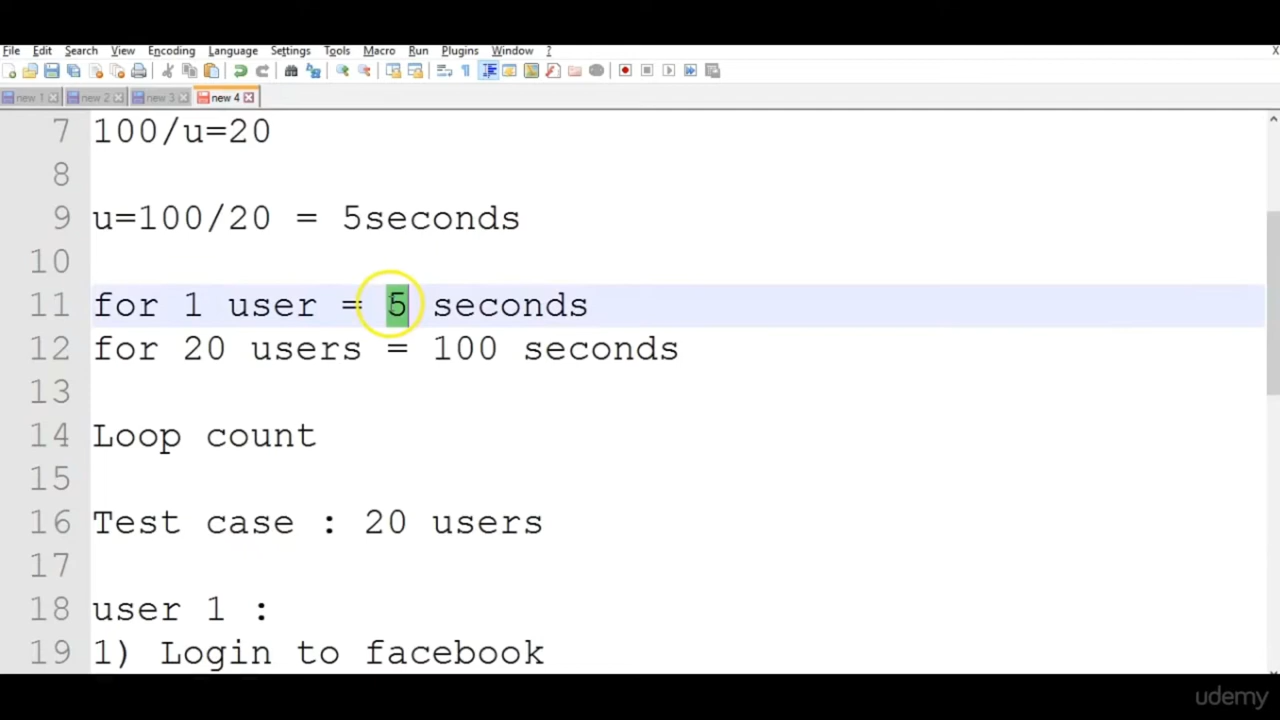 File Edit Search View Encoding Language Settings Tools Macro Run Plugins Window ? X
new 1 new 2 new 3 new 4
7 100/u=20
8
9 u=100/20 = 5seconds
10
11 for 1 user = 5 seconds
12 for 20 users = 100 seconds
13
14 Loop count
15
16 Test case : 20 users
17
18 user 1 :
19 1) Login to facebook
udemy